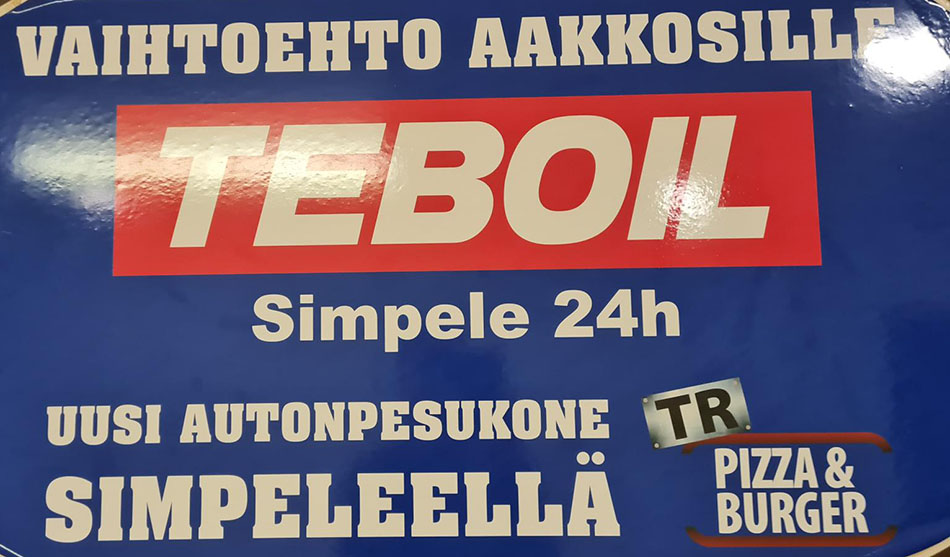 VAIHTOEHTO AAKKOSILLE
TEBOIL
Simpele 24h
UUSI AUTONPESUKONE
SIMPELEELLÄ
TR
PIZZA &
BURGER